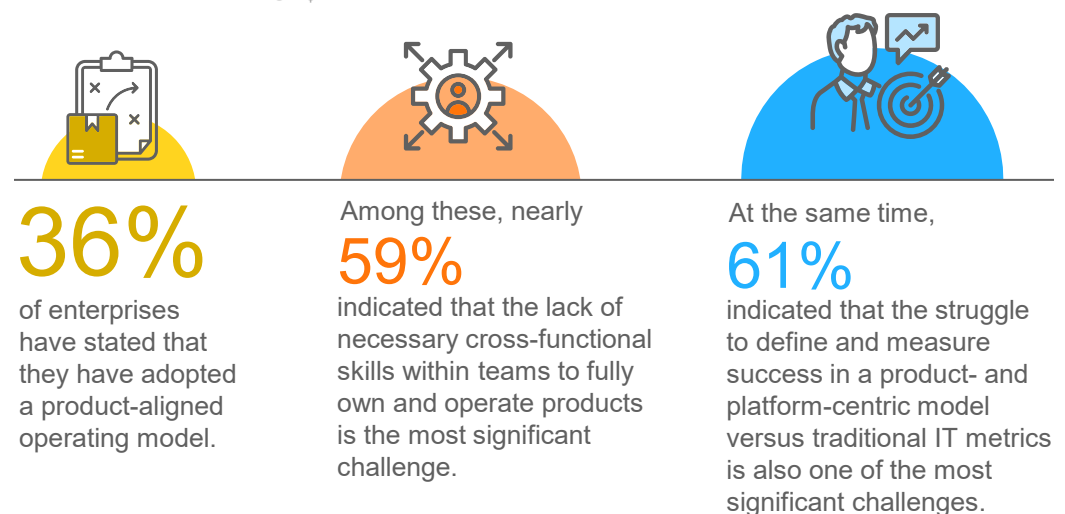 36%
of enterprises
have stated that
they have adopted
a product-aligned
operating model.
Among these, nearly
59%
indicated that the lack of
necessary cross-functional
skills within teams to fully
own and operate products
is the most significant
challenge.
At the same time,
61%
indicated that the struggle
to define and measure
success in a product- and
platform-centric model
versus traditional IT metrics
is also one of the most
significant challenges.